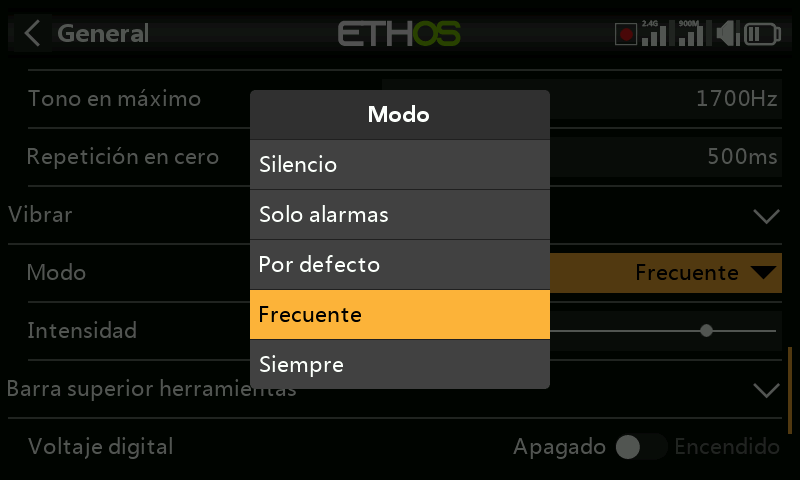 General
ETHOS
2.4G
900M
Tono en máximo
1700Hz
Modo
Repetición en cero
500ms
Silencio
Vibrar
Solo alarmas
Por defecto
Modo
Frecuente
Frecuente
Intensidad
Siempre
Barra superior herramientas
Voltaje digital
Apagado
Encendido